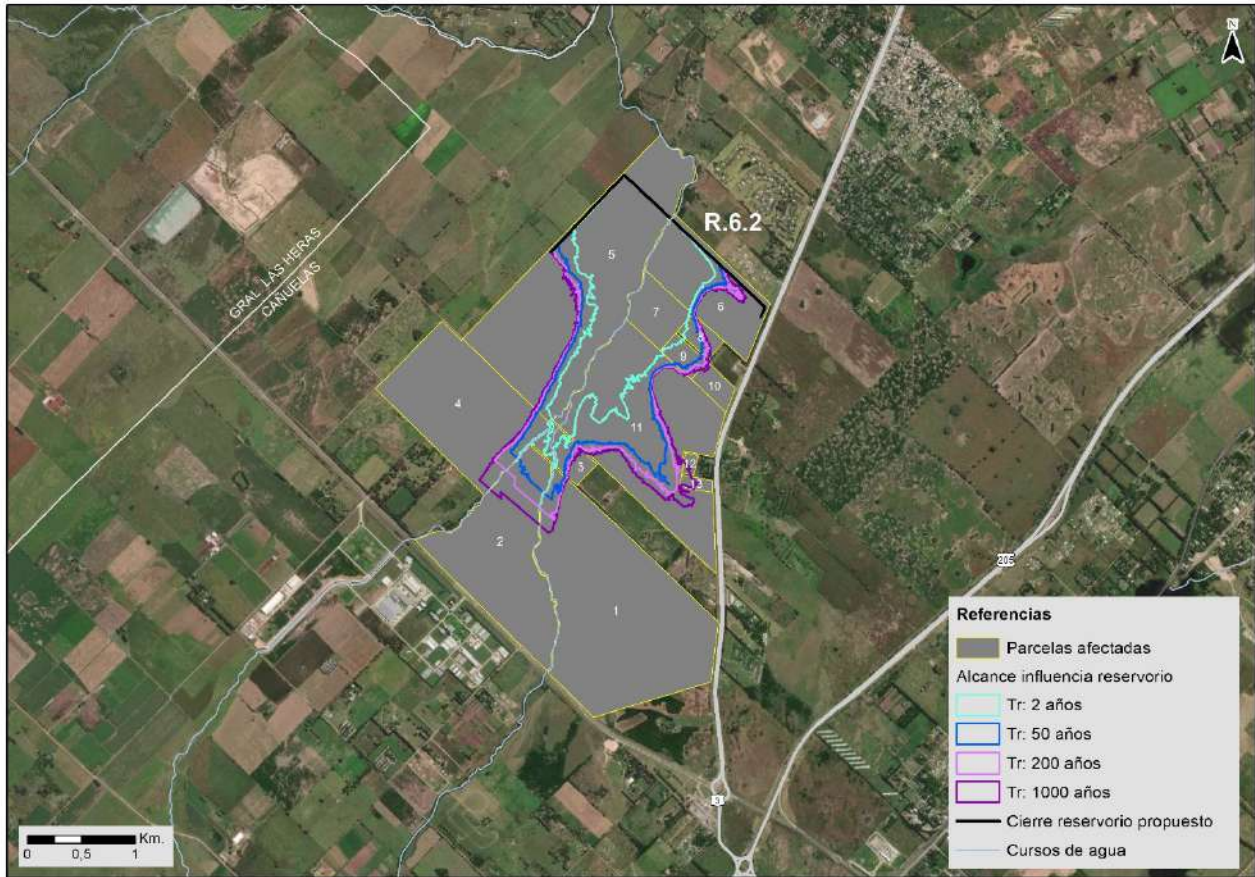 N
R.6.2
GRAL. LAS HERAS
CAÑUELAS
5
7
6
9
10
4
11
3
12
13
2
1
205
3
Referencias
Parcelas afectadas
Alcance influencia reservorio
Tr: 2 años
Tr: 50 años
Tr: 200 años
Tr: 1000 años
Cierre reservorio propuesto
Cursos de agua
Km.
0 0,5 1